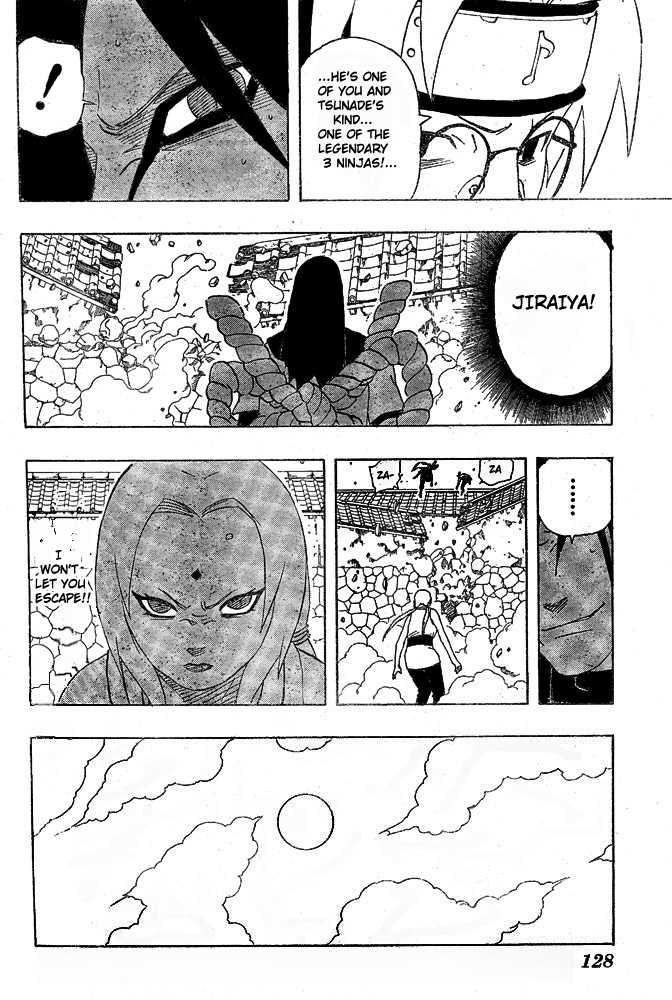 ...HE'S ONE
OF YOU AND
TSUNADE'S
KIND...
ONE OF THE
LEGENDARY
3 NINJAS!...
!
JIRAIYA!
......
ZA
ZA-
I
WON'T
LET YOU
ESCAPE!!
128